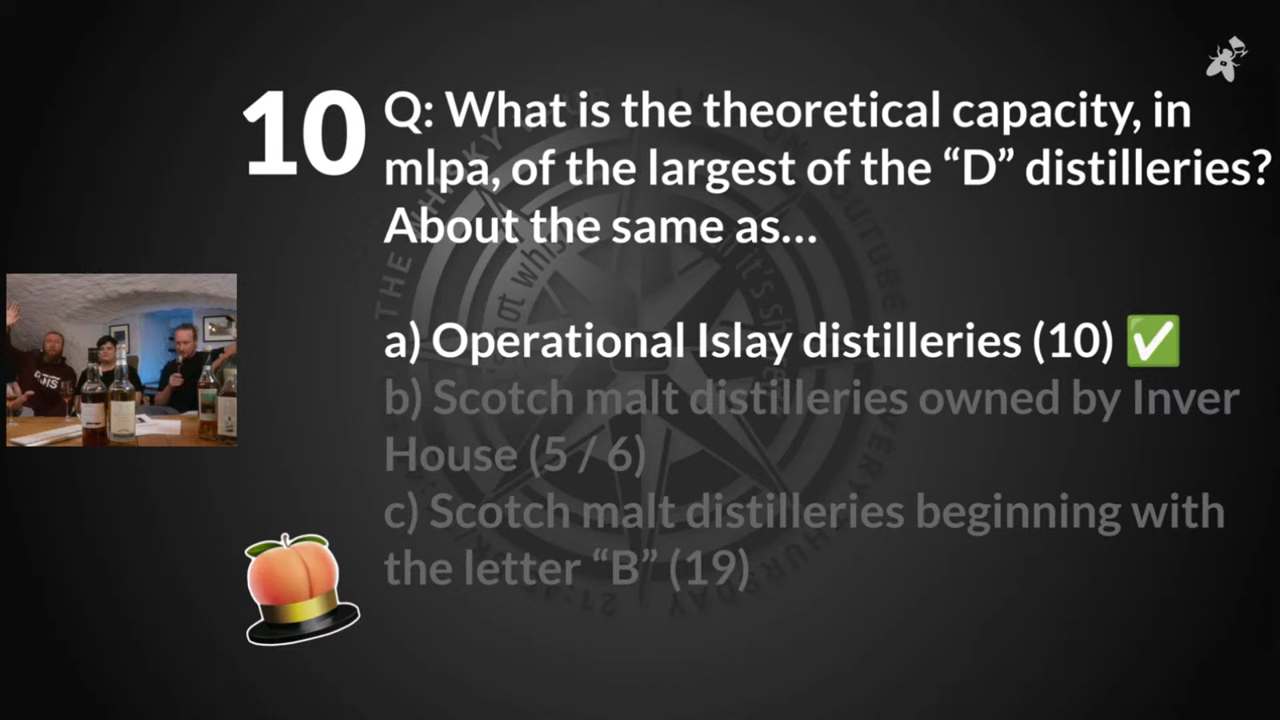 10
Q: What is the theoretical capacity, in
mlpa, of the largest of the “D” distilleries?
About the same as...
a) Operational Islay distilleries (10) ✅
b) Scotch malt distilleries owned by Inver
House (5 / 6)
c) Scotch malt distilleries beginning with
the letter “B” (19)